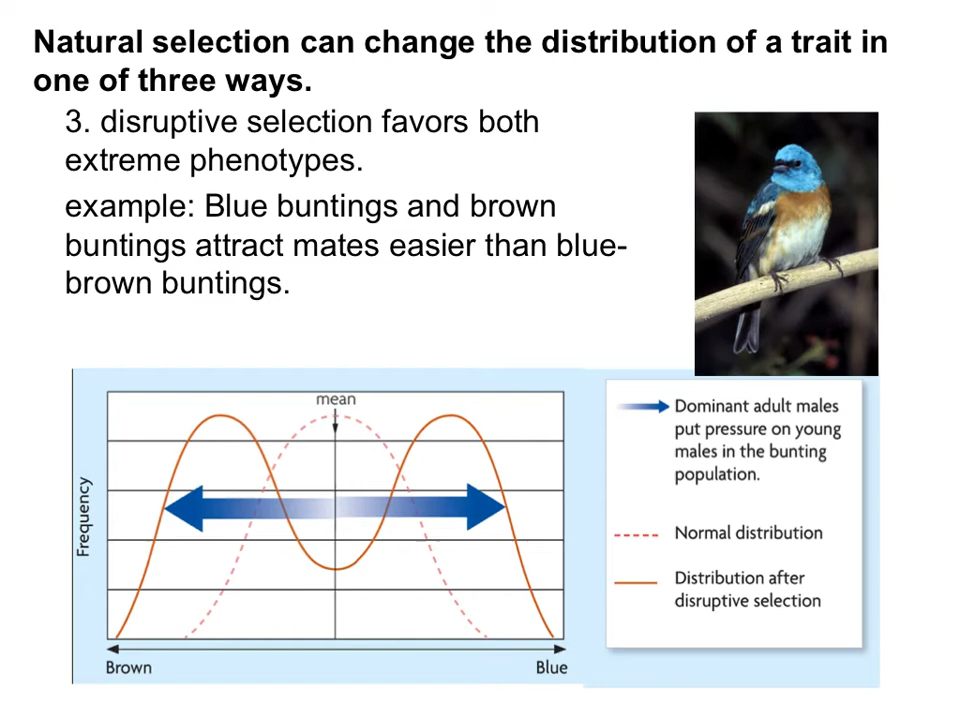 Natural selection can change the distribution of a trait in
one of three ways.
3. disruptive selection favors both
extreme phenotypes.
example: Blue buntings and brown
buntings attract mates easier than blue-
brown buntings.
mean
Frequency
Brown
Blue
Dominant adult males
put pressure on young
males in the bunting
population.
Normal distribution
Distribution after
disruptive selection